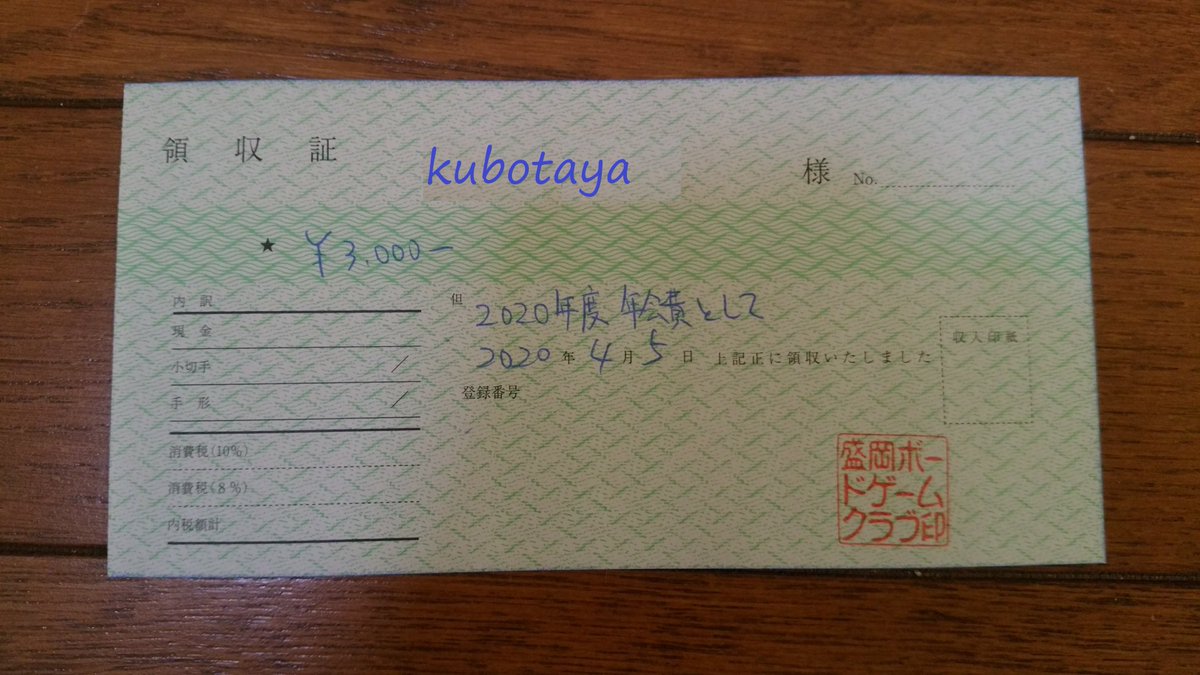 領収証 kubotaya 様 No.
★ ¥3,000-
内訳
現金
小切手 /
手形 /
消費税(10%)
消費税(8%)
内税額計
但 2020年度 年会費として
2020年4月5日 上記正に領収いたしました
登録番号
収入印紙
盛岡ボー
ドゲーム
クラブ印